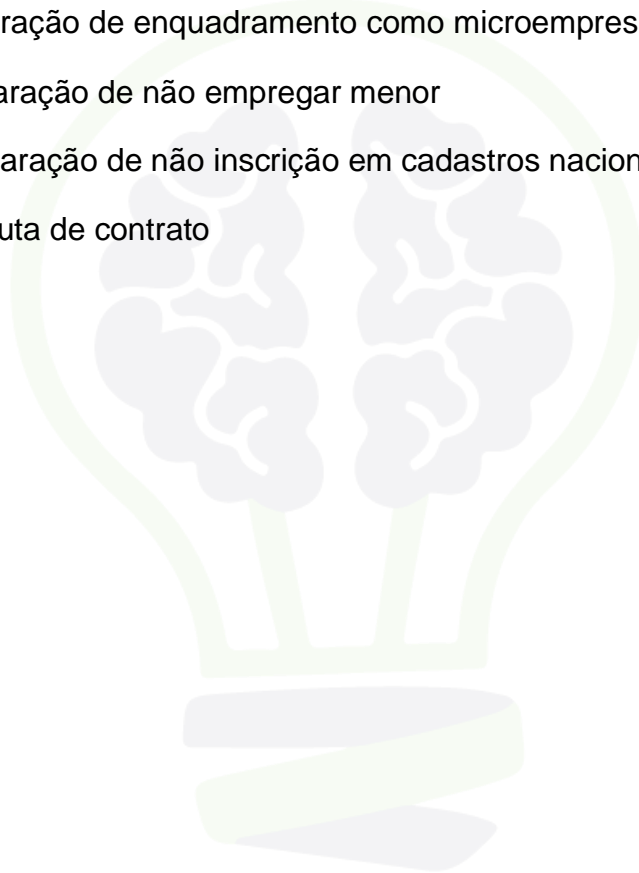 ração de enquadramento como microempres
aração de não empregar menor
aração de não inscrição em cadastros nacion
uta de contrato